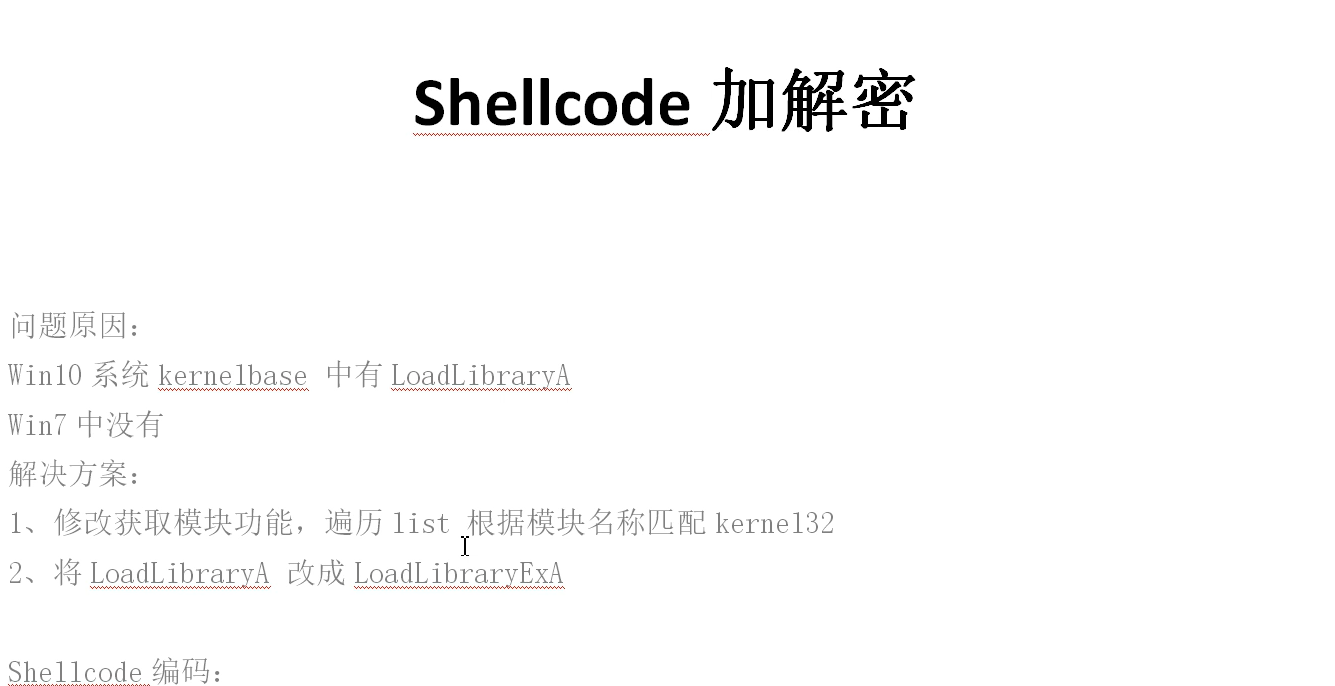 Shellcode 加解密
问题原因：
Win10 系统 kernelbase 中有 LoadLibraryA
Win7 中没有
解决方案：
1、修改获取模块功能，遍历 list 根据模块名称匹配 kernel32
2、将 LoadLibraryA 改成 LoadLibraryExA
Shellcode 编码：